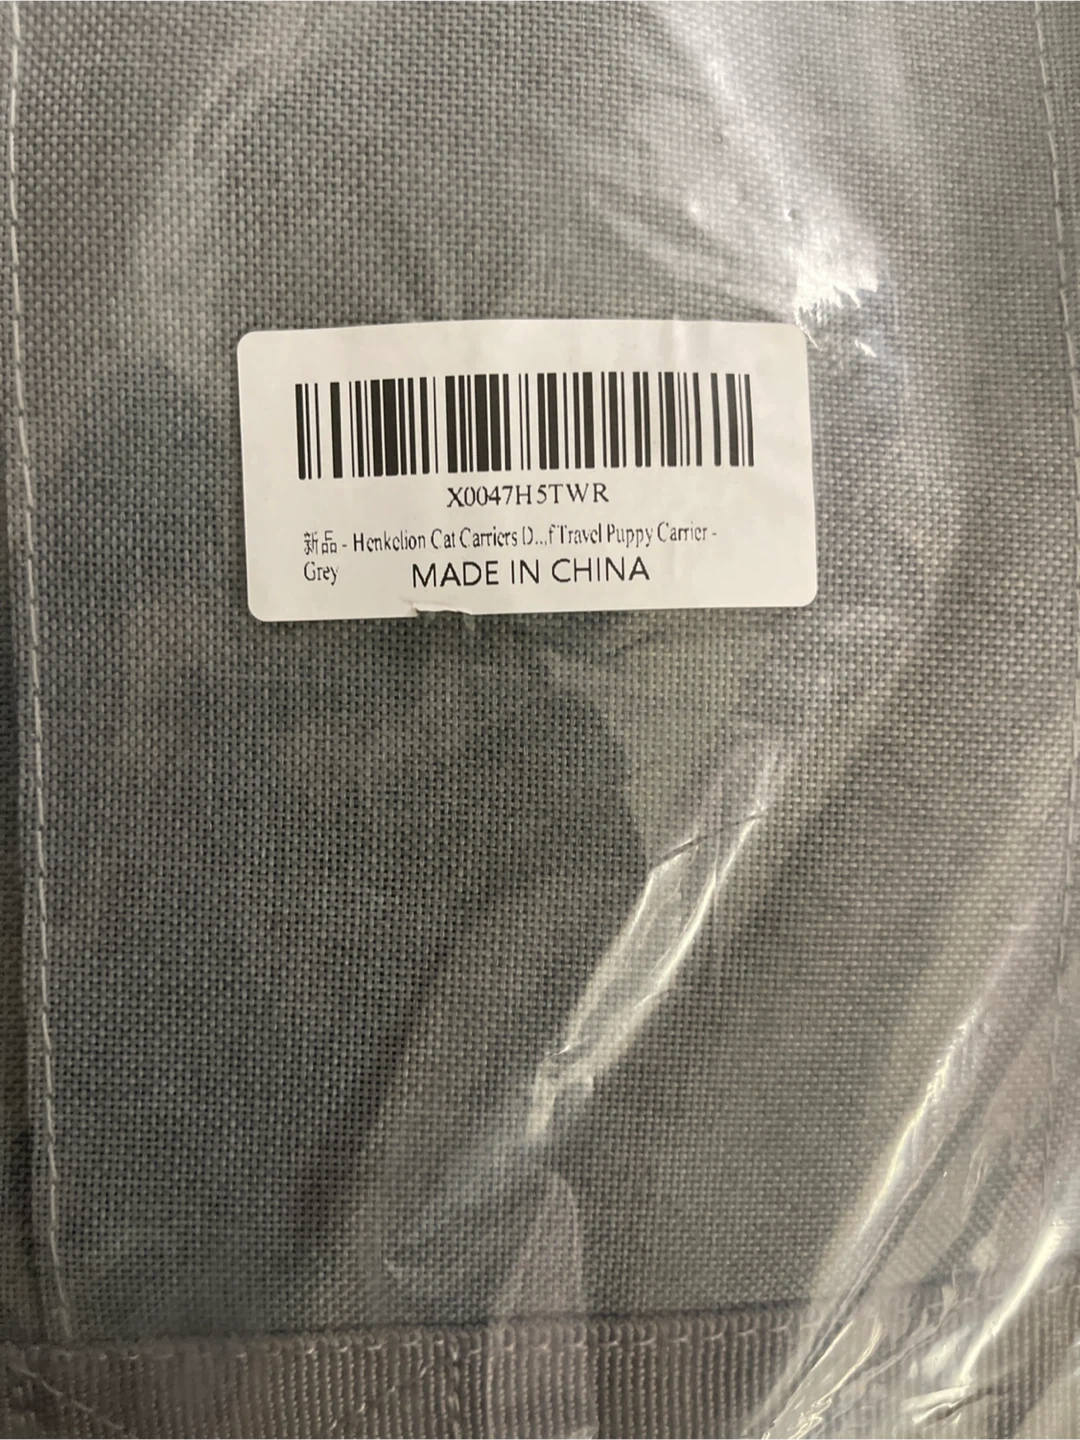 X0047H5TWR
新品 - Henkelion Cat Carriers D...f Travel Puppy Carrier -
Grey
MADE IN CHINA